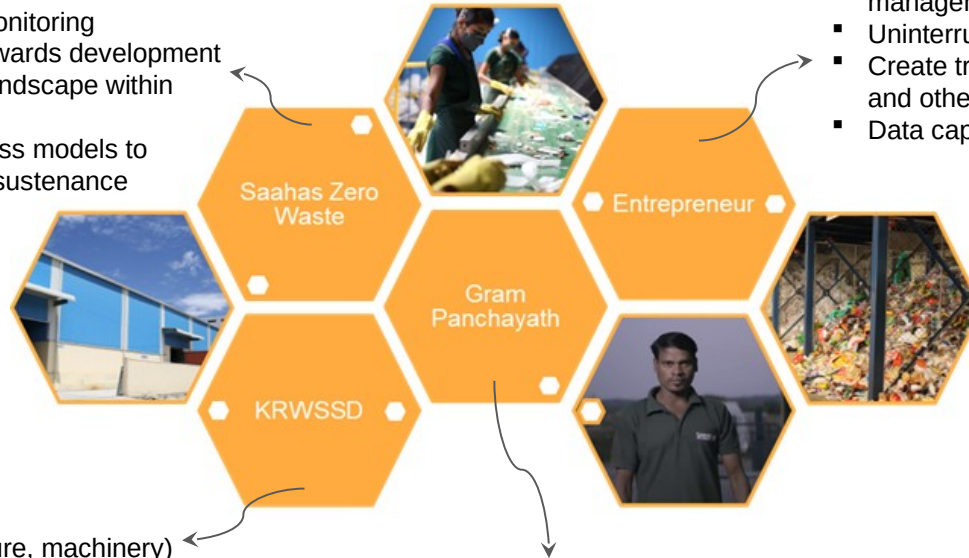 onitoring
wards development
ndscape within
ss models to
sustenance
▪ Uninterru
▪ Create tr
and othe
▪ Data cap
Saahas Zero
Waste
Entrepreneur
Gram
Panchayath
KRWSSD
ure, machinery)